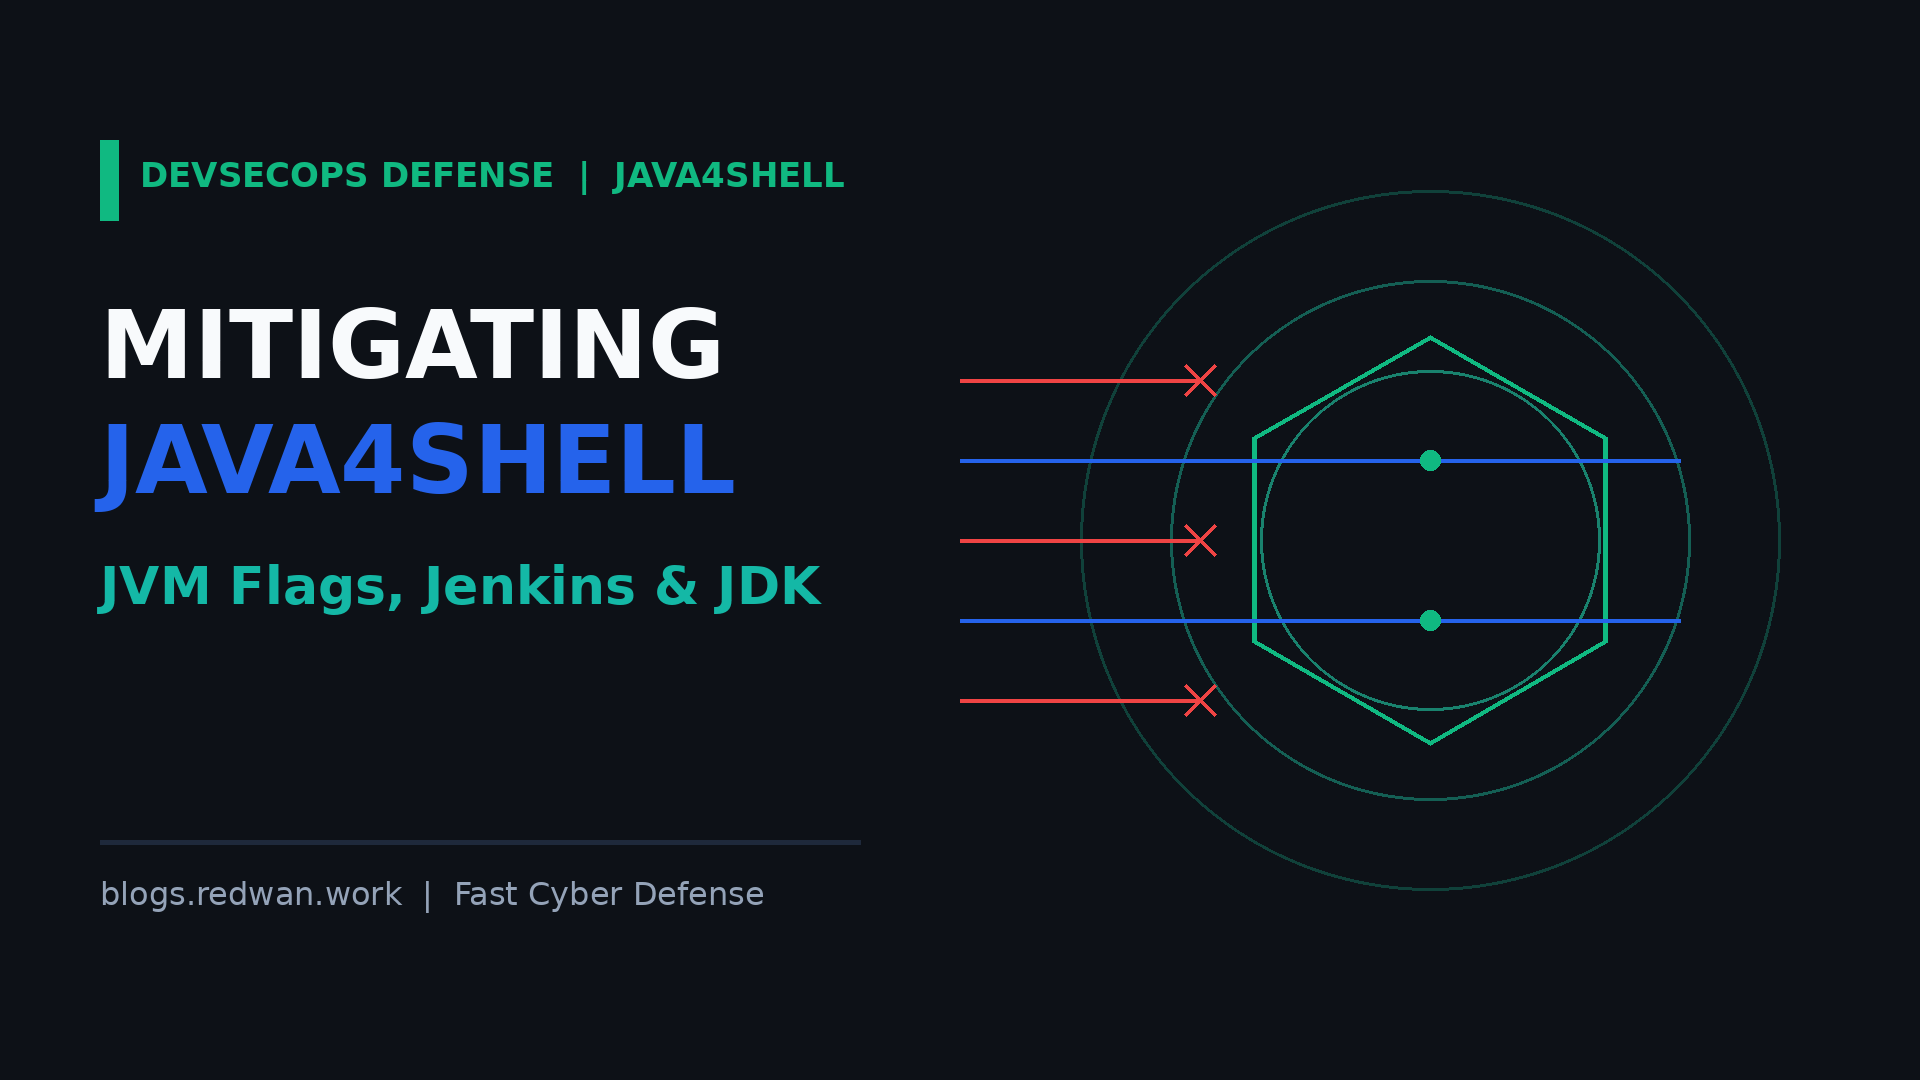 DEVSECOPS DEFENSE | JAVA4SHELL
MITIGATING
JAVA4SHELL
JVM Flags, Jenkins & JDK
blogs.redwan.work | Fast Cyber Defense